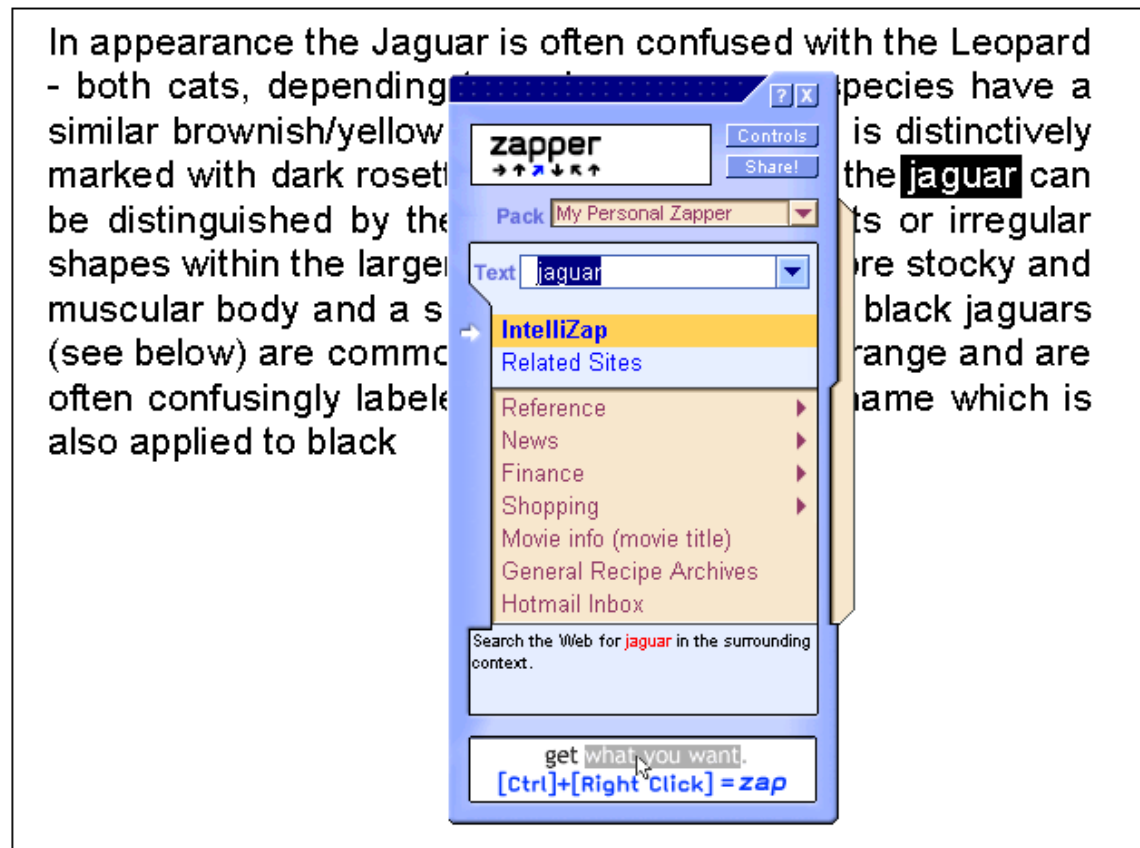 In appearance the Jaguar is often confused with the Leopard
- both cats, depending species have a
similar brownish/yellow is distinctively
marked with dark rosett the jaguar can
be distinguished by the ts or irregular
shapes within the larger re stocky and
muscular body and a s black jaguars
(see below) are commo range and are
often confusingly labele name which is
also applied to black
? X
zapper
Controls
Share!
Pack My Personal Zapper
Text jaguar
IntelliZap
Related Sites
Reference
News
Finance
Shopping
Movie info (movie title)
General Recipe Archives
Hotmail Inbox
Search the Web for jaguar in the surrounding
context.
get what you want.
[Ctrl]+[Right Click] = zap